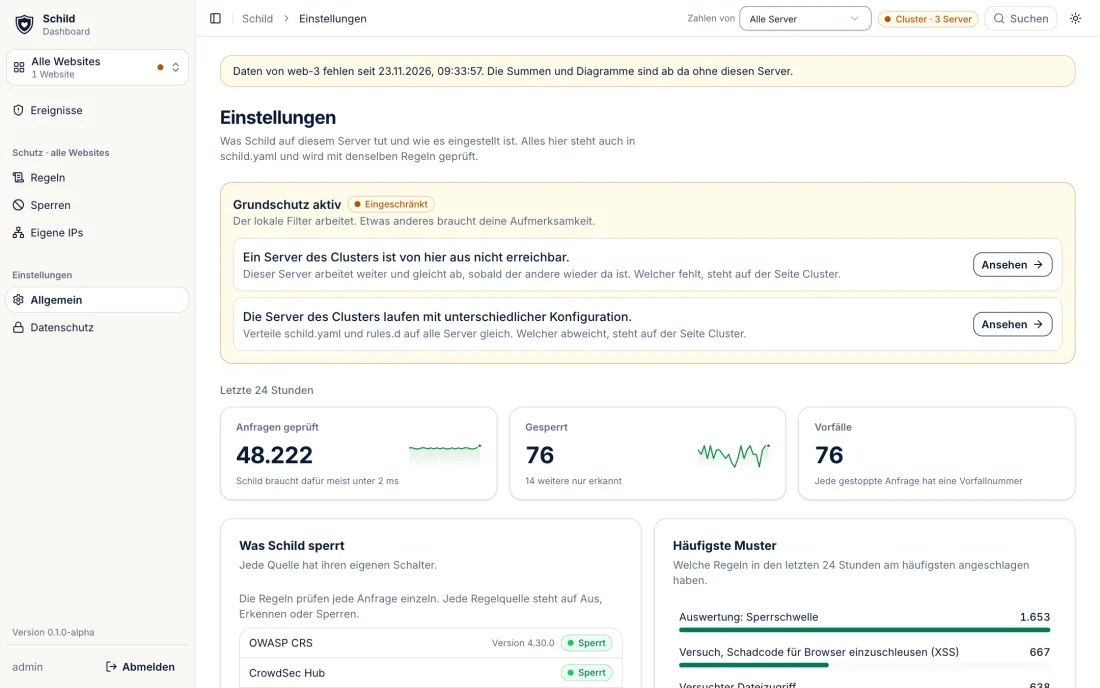 Schild
Dashboard
Alle Websites
1 Website
Ereignisse
Schutz · alle Websites
Regeln
Sperren
Eigene IPs
Einstellungen
Allgemein
Datenschutz
Version 0.1.0-alpha
admin
Abmelden
Schild
Einstellungen
Zahlen von
Alle Server
Cluster · 3 Server
Suchen
Daten von web-3 fehlen seit 23.11.2026, 09:33:57. Die Summen und Diagramme sind ab da ohne diesen Server.
Einstellungen
Was Schild auf diesem Server tut und wie es eingestellt ist. Alles hier steht auch in
schild.yaml und wird mit denselben Regeln geprüft.
Grundschutz aktiv
Eingeschränkt
Der lokale Filter arbeitet. Etwas anderes braucht deine Aufmerksamkeit.
Ein Server des Clusters ist von hier aus nicht erreichbar.
Dieser Server arbeitet weiter und gleicht ab, sobald der andere wieder da ist. Welcher fehlt, steht auf der Seite Cluster.
Ansehen →
Die Server des Clusters laufen mit unterschiedlicher Konfiguration.
Verteile schild.yaml und rules.d auf alle Server gleich. Welcher abweicht, steht auf der Seite Cluster.
Ansehen →
Letzte 24 Stunden
Anfragen geprüft
48.222
Schild braucht dafür meist unter 2 ms
Gesperrt
76
14 weitere nur erkannt
Vorfälle
76
Jede gestoppte Anfrage hat eine Vorfallnummer
Was Schild sperrt
Jede Quelle hat ihren eigenen Schalter.
Die Regeln prüfen jede Anfrage einzeln. Jede Regelquelle steht auf Aus,
Erkennen oder Sperren.
OWASP CRS
Version 4.30.0
Sperrt
CrowdSec Hub
Sperrt
Häufigste Muster
Welche Regeln in den letzten 24 Stunden am häufigsten angeschlagen
haben.
Auswertung: Sperrschwelle
1.653
Versuch, Schadcode für Browser einzuschleusen (XSS)
667
Versuchter Dateizugriff
638